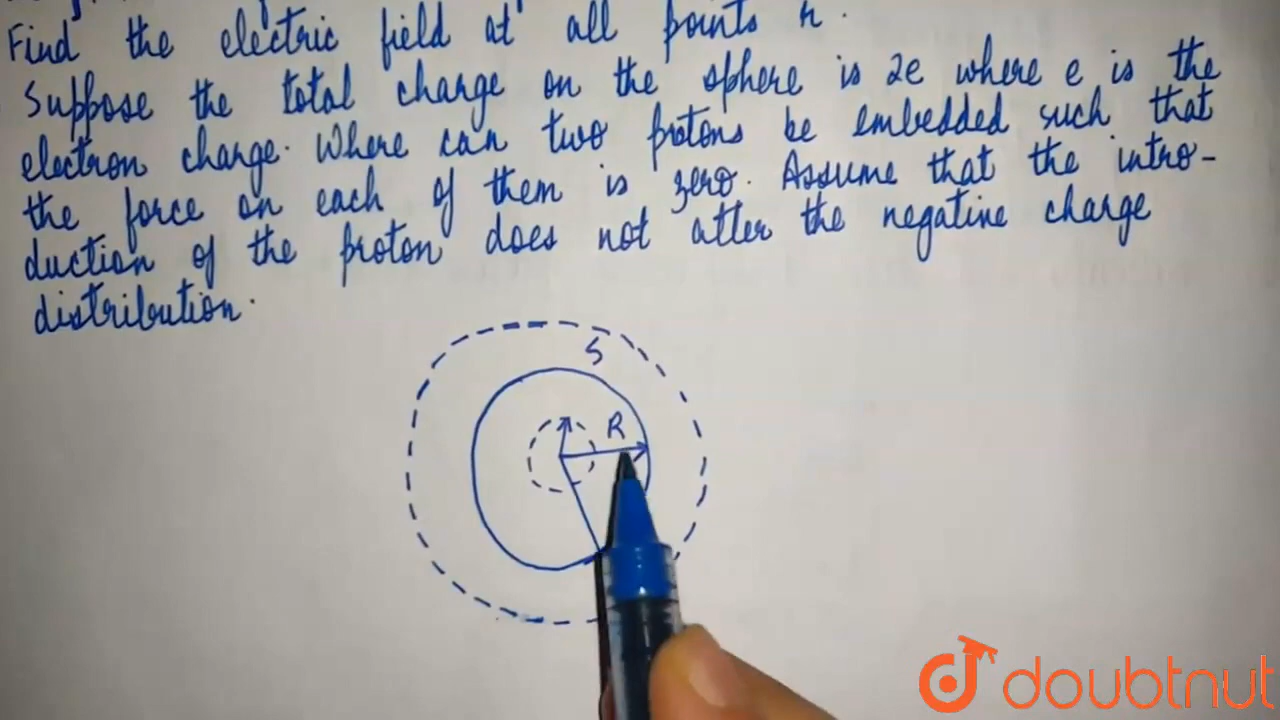 Find the electric field at all points r.
Suppose the total charge on the sphere is 2e where e is the
electron charge. Where can two protons be embedded such that
the force on each of them is zero. Assume that the intro-
duction of the proton does not alter the negative charge
distribution.
S
R
doubtnut